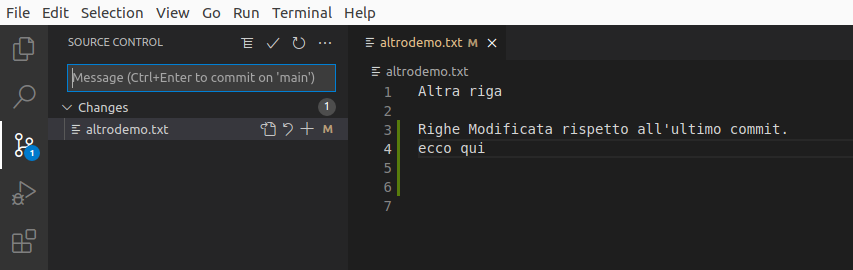 File Edit Selection View Go Run Terminal Help
SOURCE CONTROL
Message (Ctrl+Enter to commit on 'main')
Changes 1
altrodemo.txt M
1
altrodemo.txt M
altrodemo.txt
1 Altra riga
2
3 Righe Modificata rispetto all'ultimo commit.
4 ecco qui
5
6
7